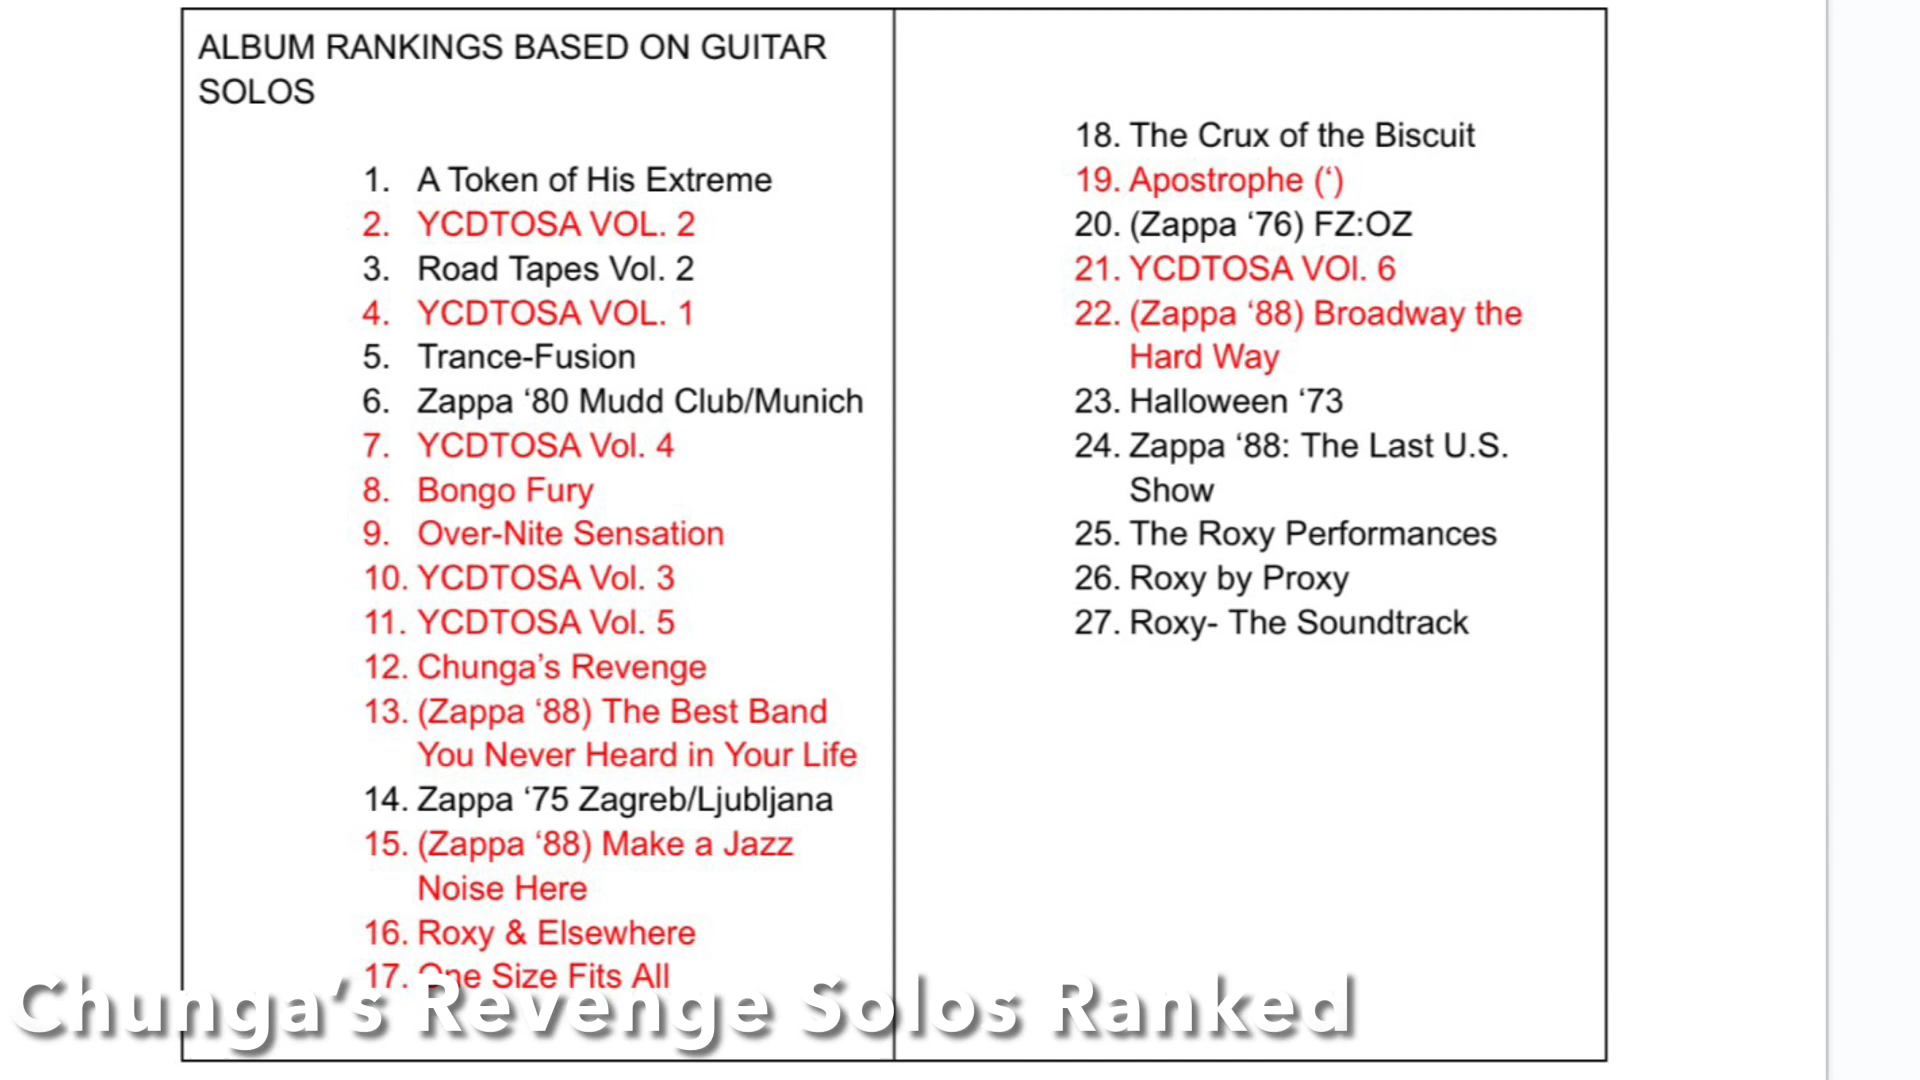 ALBUM RANKINGS BASED ON GUITAR
SOLOS
1. A Token of His Extreme
2. YCDTOSA VOL. 2
3. Road Tapes Vol. 2
4. YCDTOSA VOL. 1
5. Trance-Fusion
6. Zappa ‘80 Mudd Club/Munich
7. YCDTOSA Vol. 4
8. Bongo Fury
9. Over-Nite Sensation
10. YCDTOSA Vol. 3
11. YCDTOSA Vol. 5
12. Chunga’s Revenge
13. (Zappa ‘88) The Best Band
You Never Heard in Your Life
14. Zappa ‘75 Zagreb/Ljubljana
15. (Zappa ‘88) Make a Jazz
Noise Here
16. Roxy & Elsewhere
17. One Size Fits All
18. The Crux of the Biscuit
19. Apostrophe (‘)
20. (Zappa ‘76) FZ:OZ
21. YCDTOSA VOl. 6
22. (Zappa ‘88) Broadway the
Hard Way
23. Halloween ‘73
24. Zappa ‘88: The Last U.S.
Show
25. The Roxy Performances
26. Roxy by Proxy
27. Roxy- The Soundtrack
Chunga’s Revenge Solos Ranked